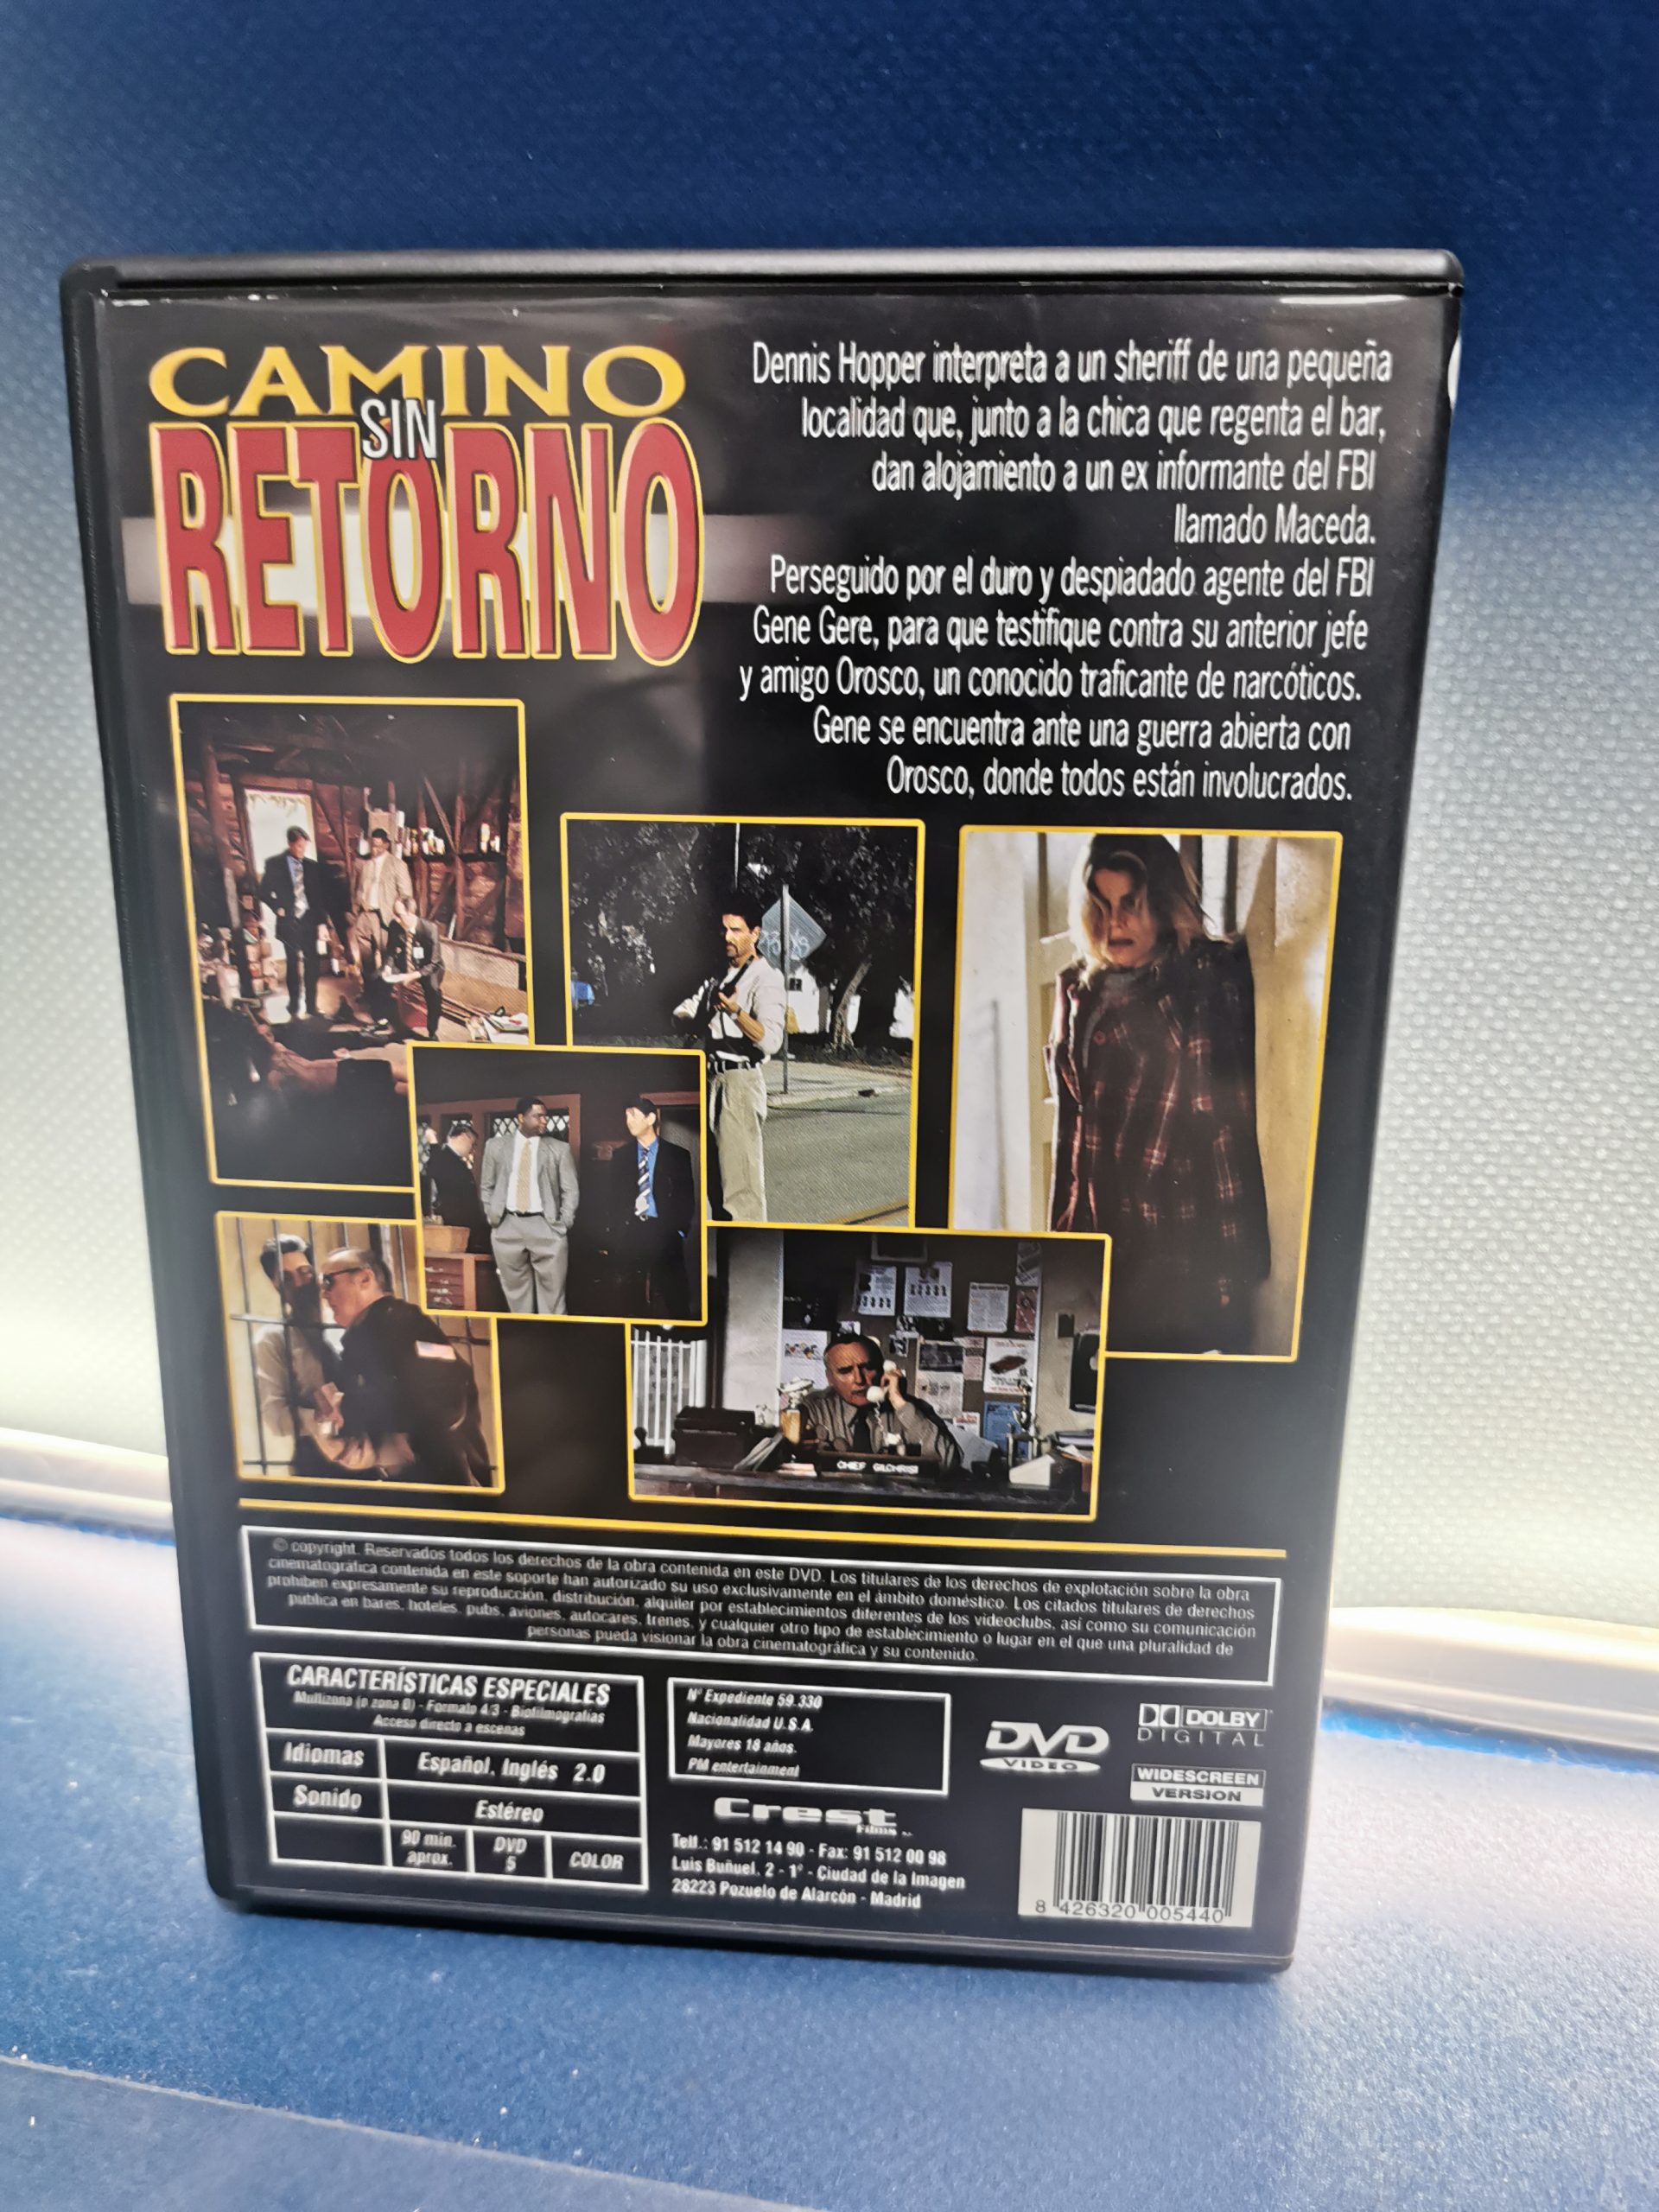 CAMINO
SIN
RETORNO
Dennis Hopper interpreta a un sheriff de una pequeña
localidad que, junto a la chica que regenta el bar,
dan alojamiento a un ex informante del FBI
llamado Maceda.
Perseguido por el duro y despiadado agente del FBI
Gene Gere, para que testifique contra su anterior jefe
y amigo Orosco, un conocido traficante de narcóticos.
Gene se encuentra ante una guerra abierta con
Orosco, donde todos están involucrados.
CHIEF GILCHRIST
© copyright. Reservados todos los derechos de la obra contenida en este DVD. Los titulares de los derechos de explotación sobre la obra
cinematográfica contenida en este soporte han autorizado su uso exclusivamente en el ámbito doméstico. Los citados titulares de derechos
prohiben expresamente su reproducción, distribución, alquiler por establecimientos diferentes de los videoclubs, así como su comunicación
pública en bares, hoteles, pubs, aviones, autocares, trenes, y cualquier otro tipo de establecimiento o lugar en el que una pluralidad de
personas pueda visionar la obra cinematográfica y su contenido.
CARACTERÍSTICAS ESPECIALES
Multizona (o zona 0) - Formato 4/3 - Biofilmografías
Acceso directo a escenas
Idiomas Español, Inglés 2.0
Sonido Estéreo
90 min. aprox. DVD 5 COLOR
Nº Expediente 59.330
Nacionalidad U.S.A.
Mayores 18 años.
PM entertainment
Crest
Films
Telf.: 91 512 14 90 - Fax: 91 512 00 98
Luis Buñuel, 2 - 1º - Ciudad de la Imagen
28223 Pozuelo de Alarcón - Madrid
DVD
VIDEO
DOLBY
DIGITAL
WIDESCREEN
VERSION
8 426320 005440